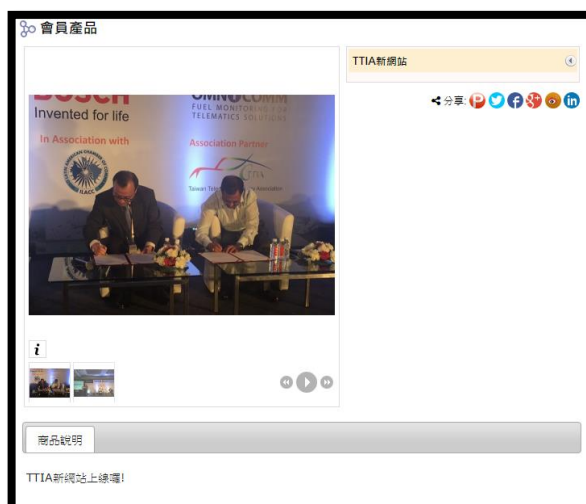 會員產品
TTIA新網站
分享:
BOSCH
Invented for life
OMNICOMM
FUEL MONITORING FOR
TELEMATICS SOLUTIONS
In Association with
Association Partner
ILACC
TTIA
i
商品說明
TTIA新網站上線囉!